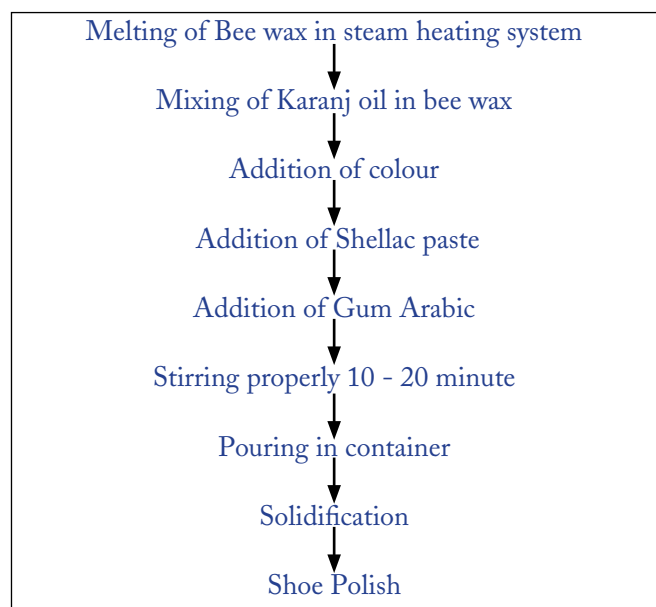 Melting of Bee wax in steam heating system
Mixing of Karanj oil in bee wax
Addition of colour
Addition of Shellac paste
Addition of Gum Arabic
Stirring properly 10 - 20 minute
Pouring in container
Solidification
Shoe Polish